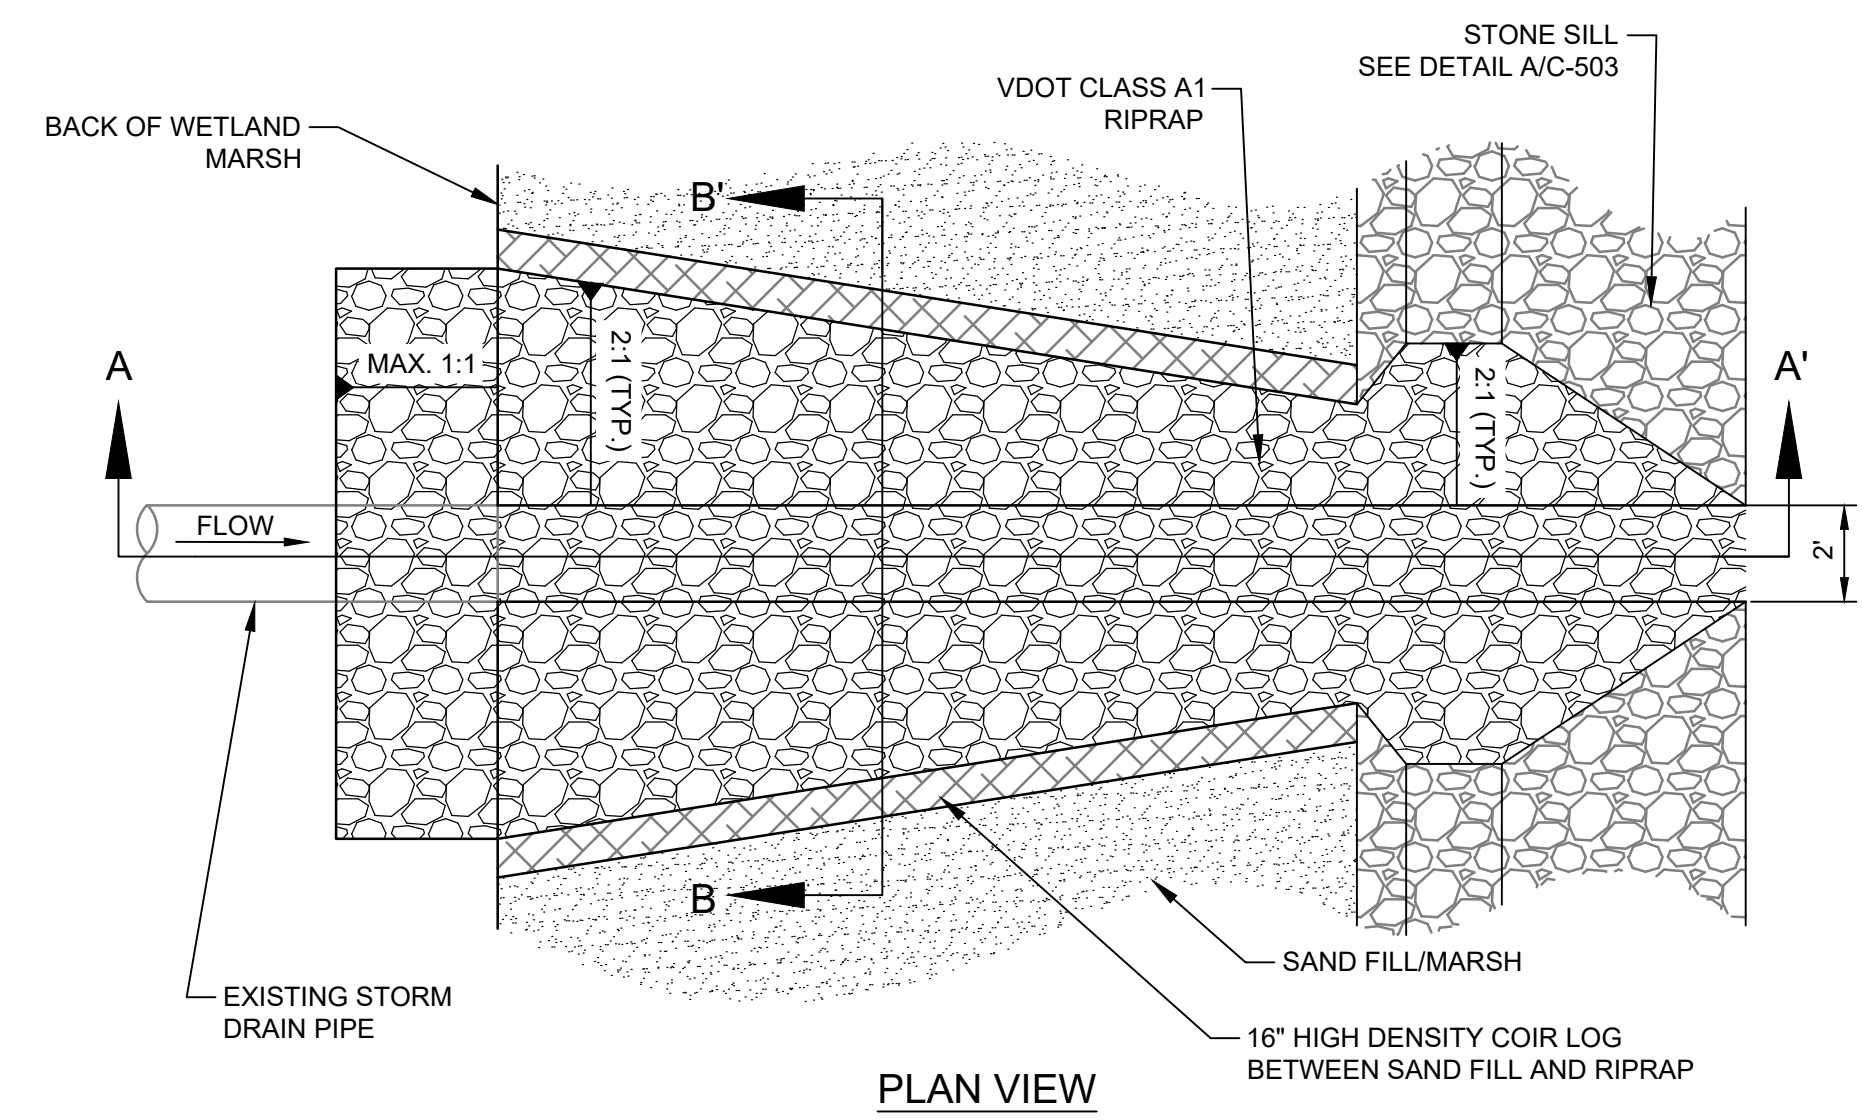 STONE SILL
SEE DETAIL A/C-503
VDOT CLASS A1
RIPRAP
BACK OF WETLAND
MARSH
B'
MAX. 1:1
2:1 (TYP.)
2:1 (TYP.)
A
A'
FLOW
2'
B
SAND FILL/MARSH
EXISTING STORM
DRAIN PIPE
16" HIGH DENSITY COIR LOG
BETWEEN SAND FILL AND RIPRAP
PLAN VIEW